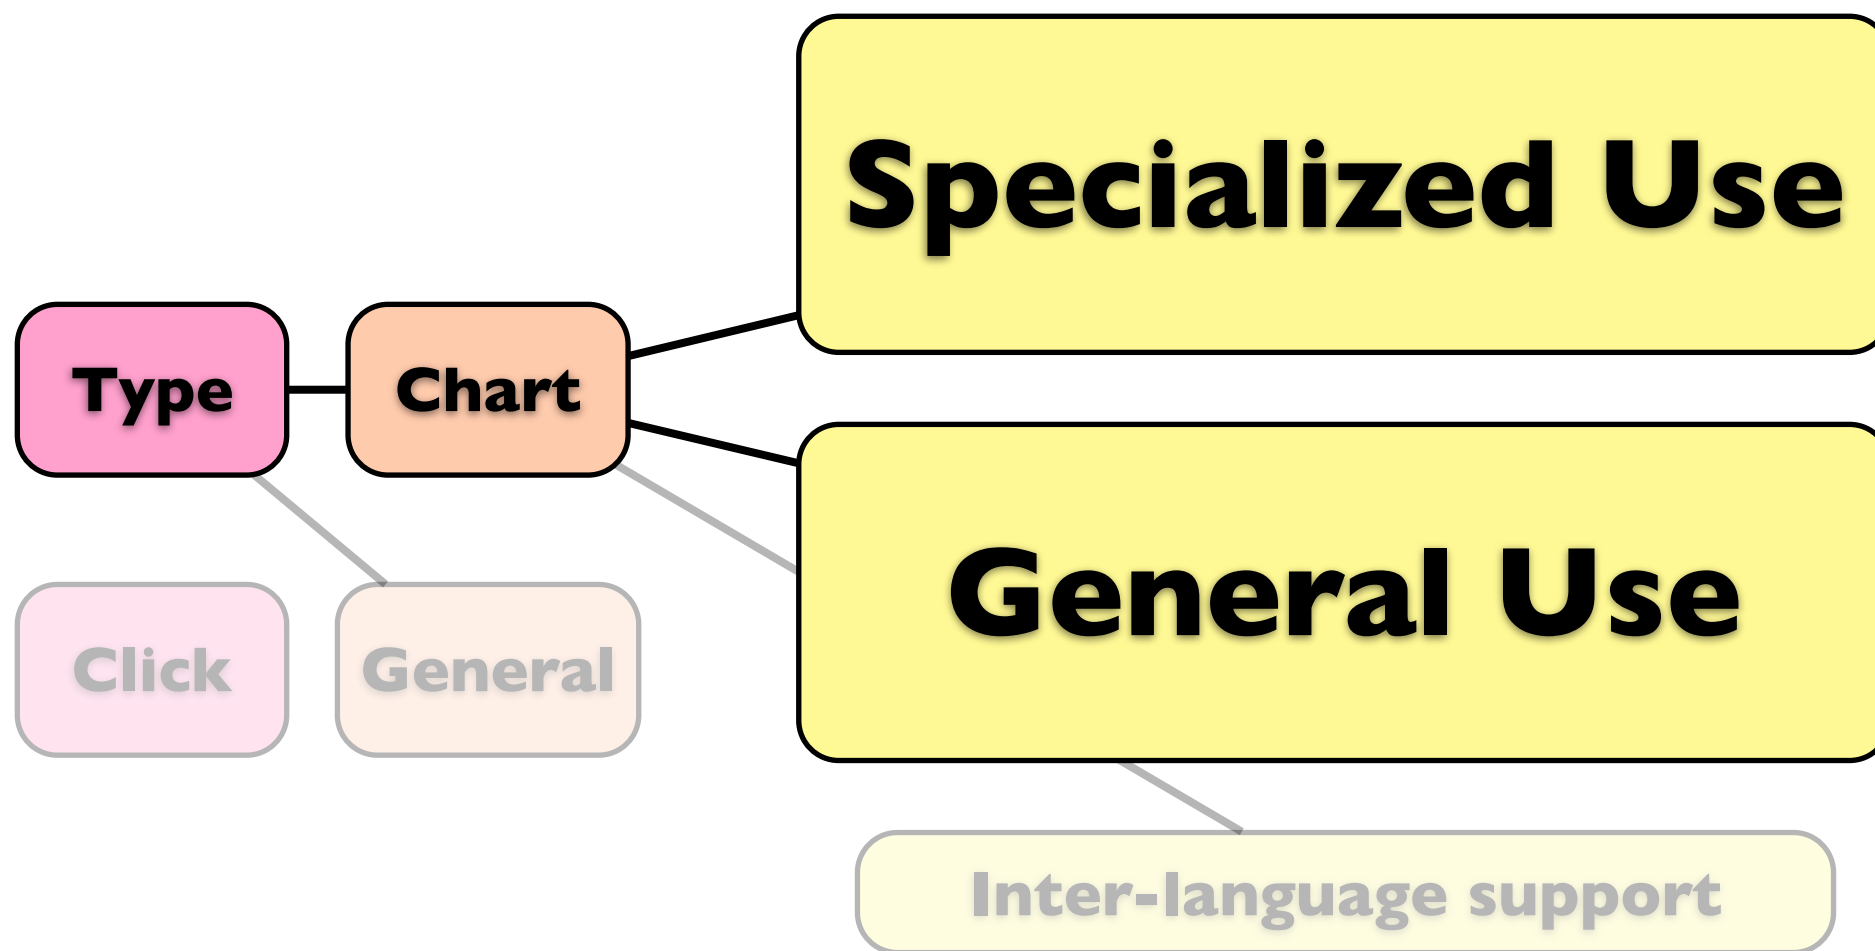 Specialized Use
Type
Chart
General Use
Click
General
Inter-language support